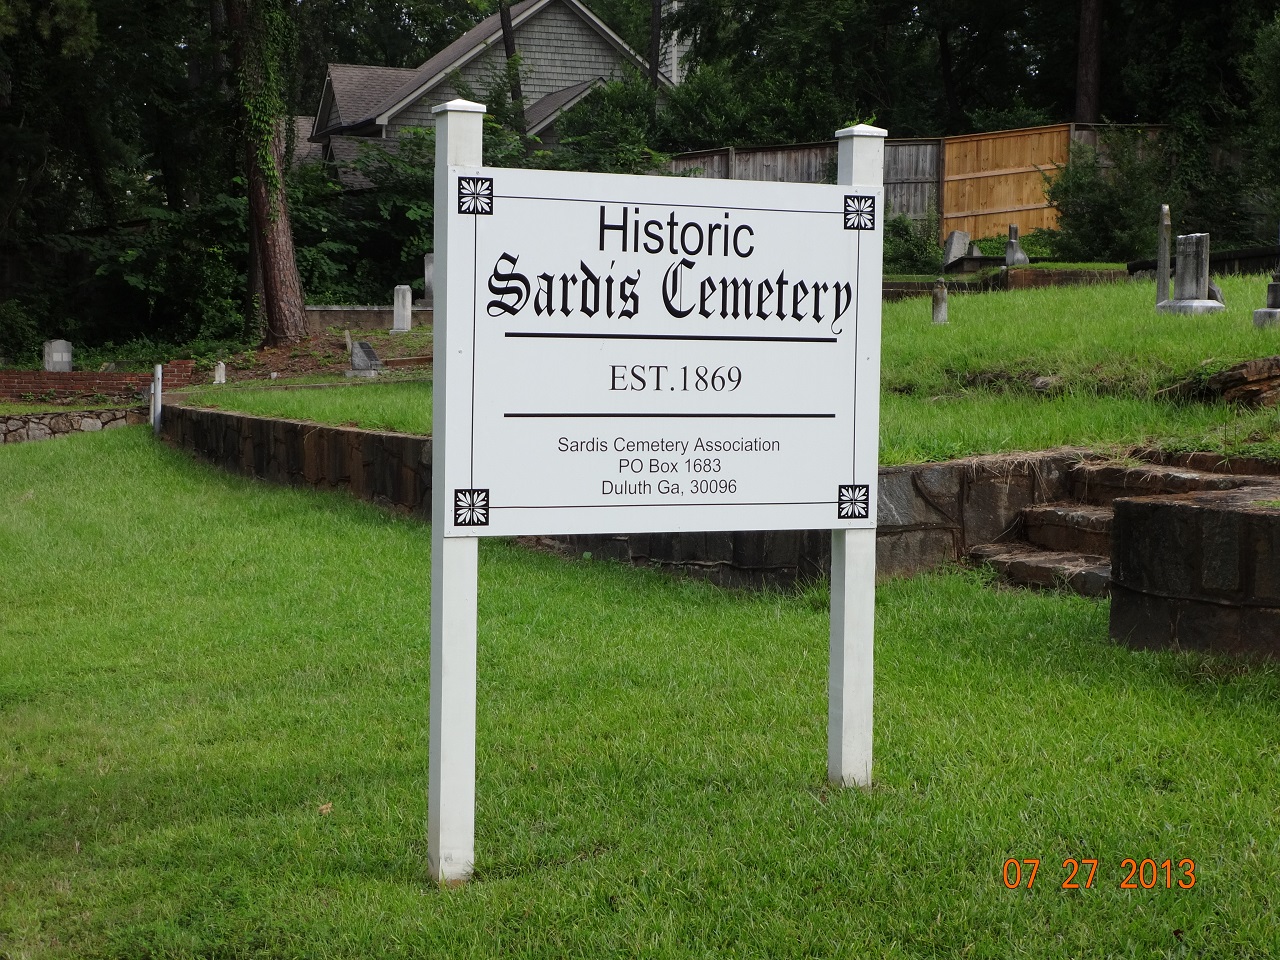 Historic
Sardis Cemetery
EST.1869
Sardis Cemetery Association
PO Box 1683
Duluth Ga, 30096
07 27 2013